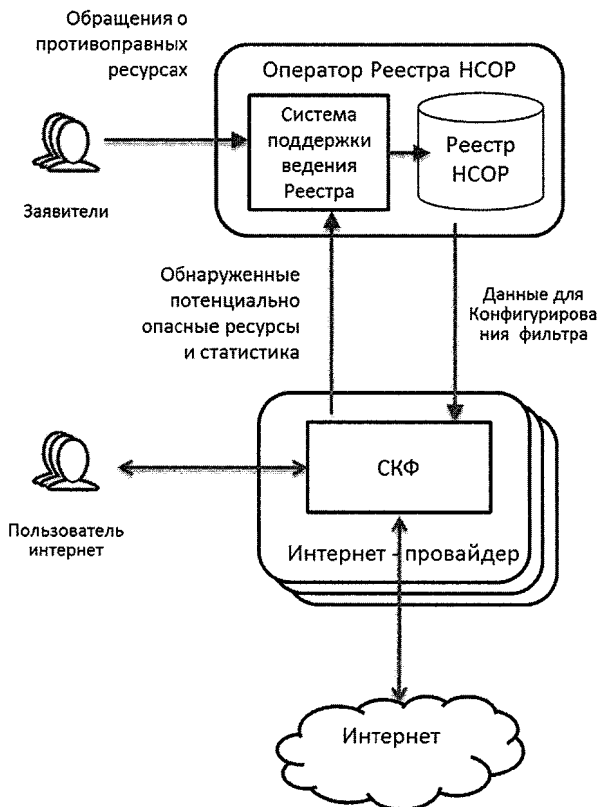 Обращения о
противоправных
ресурсах
Оператор Реестра НСОР
Система
поддержки
ведения
Реестра
Реестр
НСОР
Заявители
Обнаруженные
потенциально
опасные ресурсы
и статистика
Данные для
Конфигурирова
ния фильтра
СКФ
Пользователь
интернет
Интернет - провайдер
Интернет